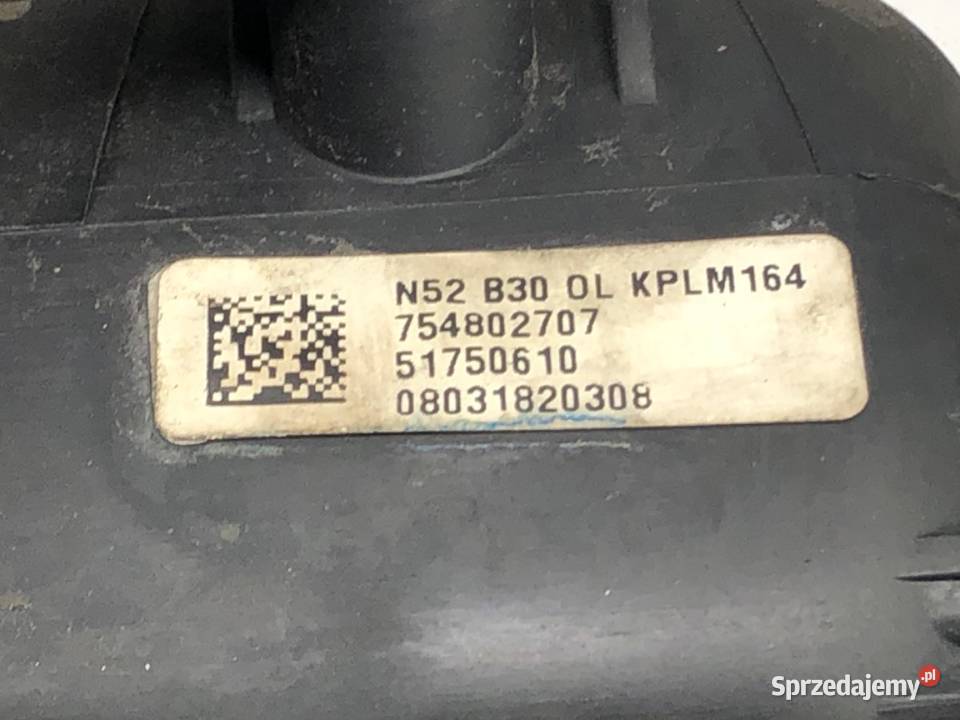 N52 B30 OL KPLM164
754802707
51750610
08031820308
Sprzedajemy.pl